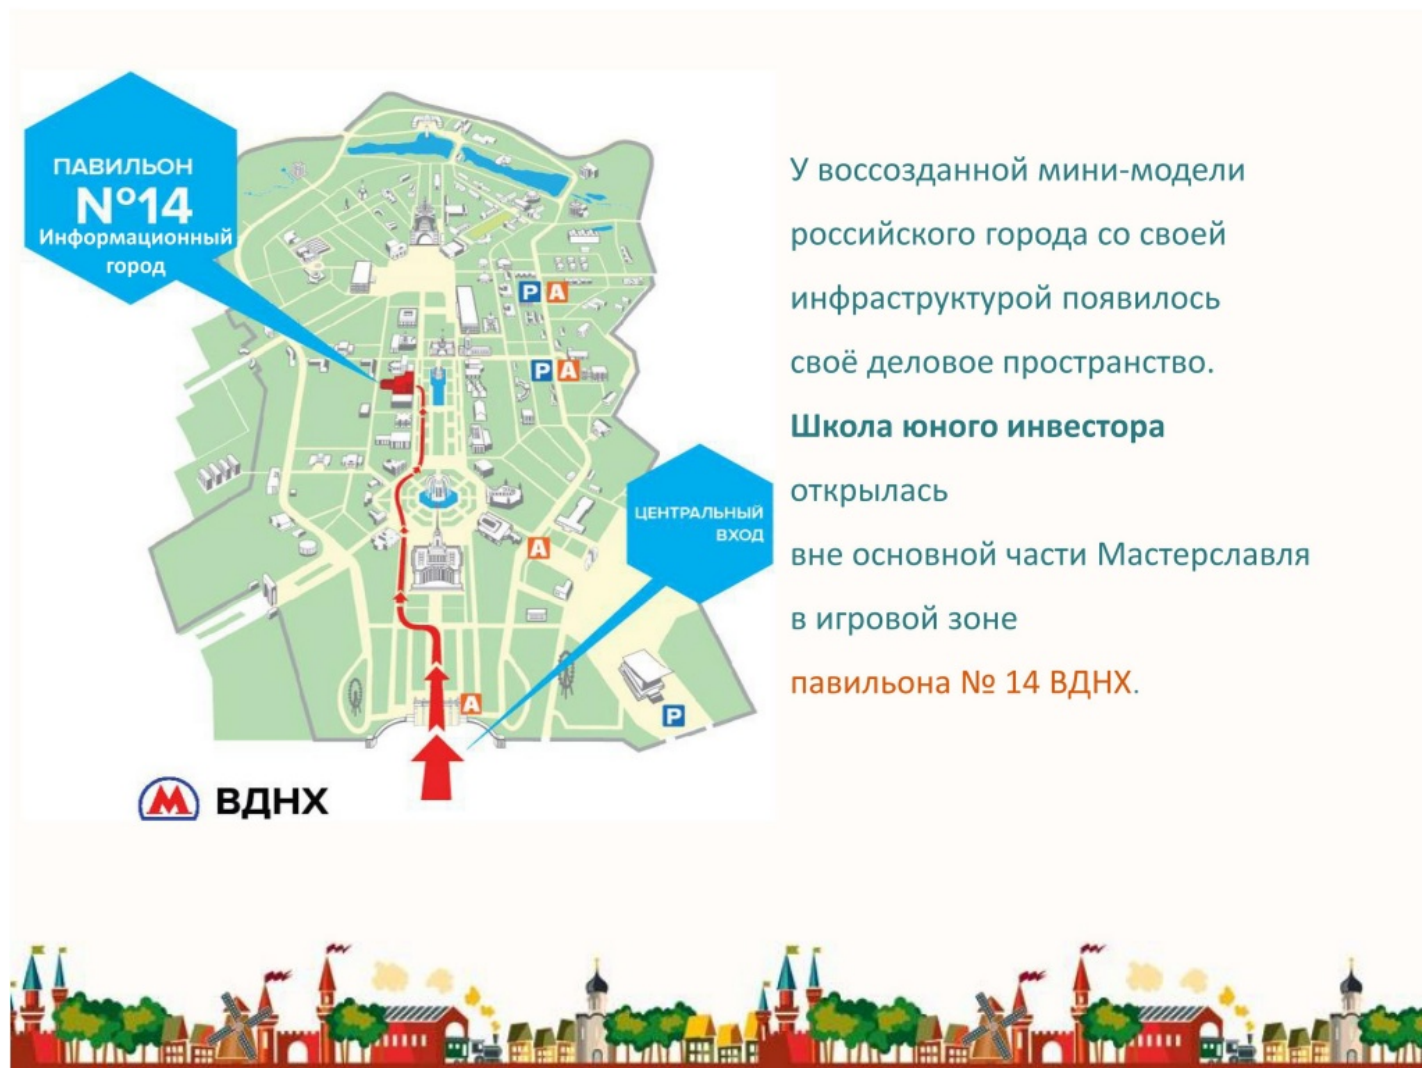 ПАВИЛЬОН
№14
Информационный
город
P A
P A
ЦЕНТРАЛЬНЫЙ
ВХОД
A
A
P
М ВДНХ
У воссозданной мини-модели
российского города со своей
инфраструктурой появилось
своё деловое пространство.
Школа юного инвестора
открылась
вне основной части Мастерславля
в игровой зоне
павильона № 14 ВДНХ.